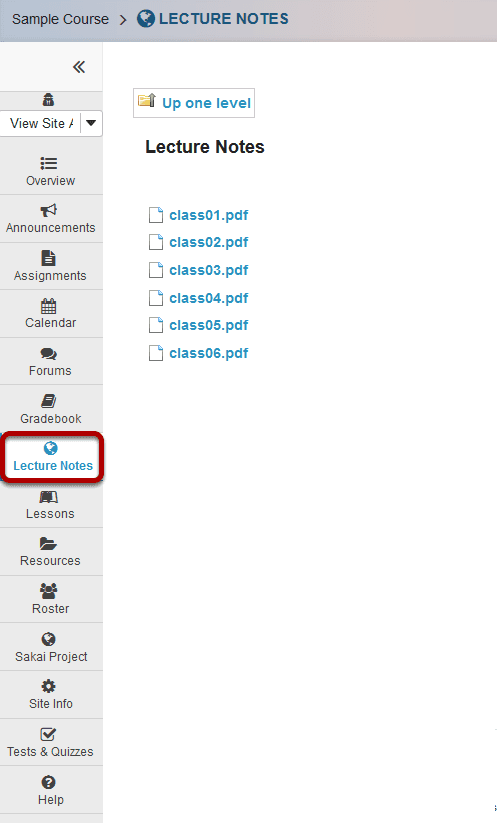 Sample Course > LECTURE NOTES
View Site A
Overview
Announcements
Assignments
Calendar
Forums
Gradebook
Lecture Notes
Lessons
Resources
Roster
Sakai Project
Site Info
Tests & Quizzes
Help
Up one level
Lecture Notes
class01.pdf
class02.pdf
class03.pdf
class04.pdf
class05.pdf
class06.pdf